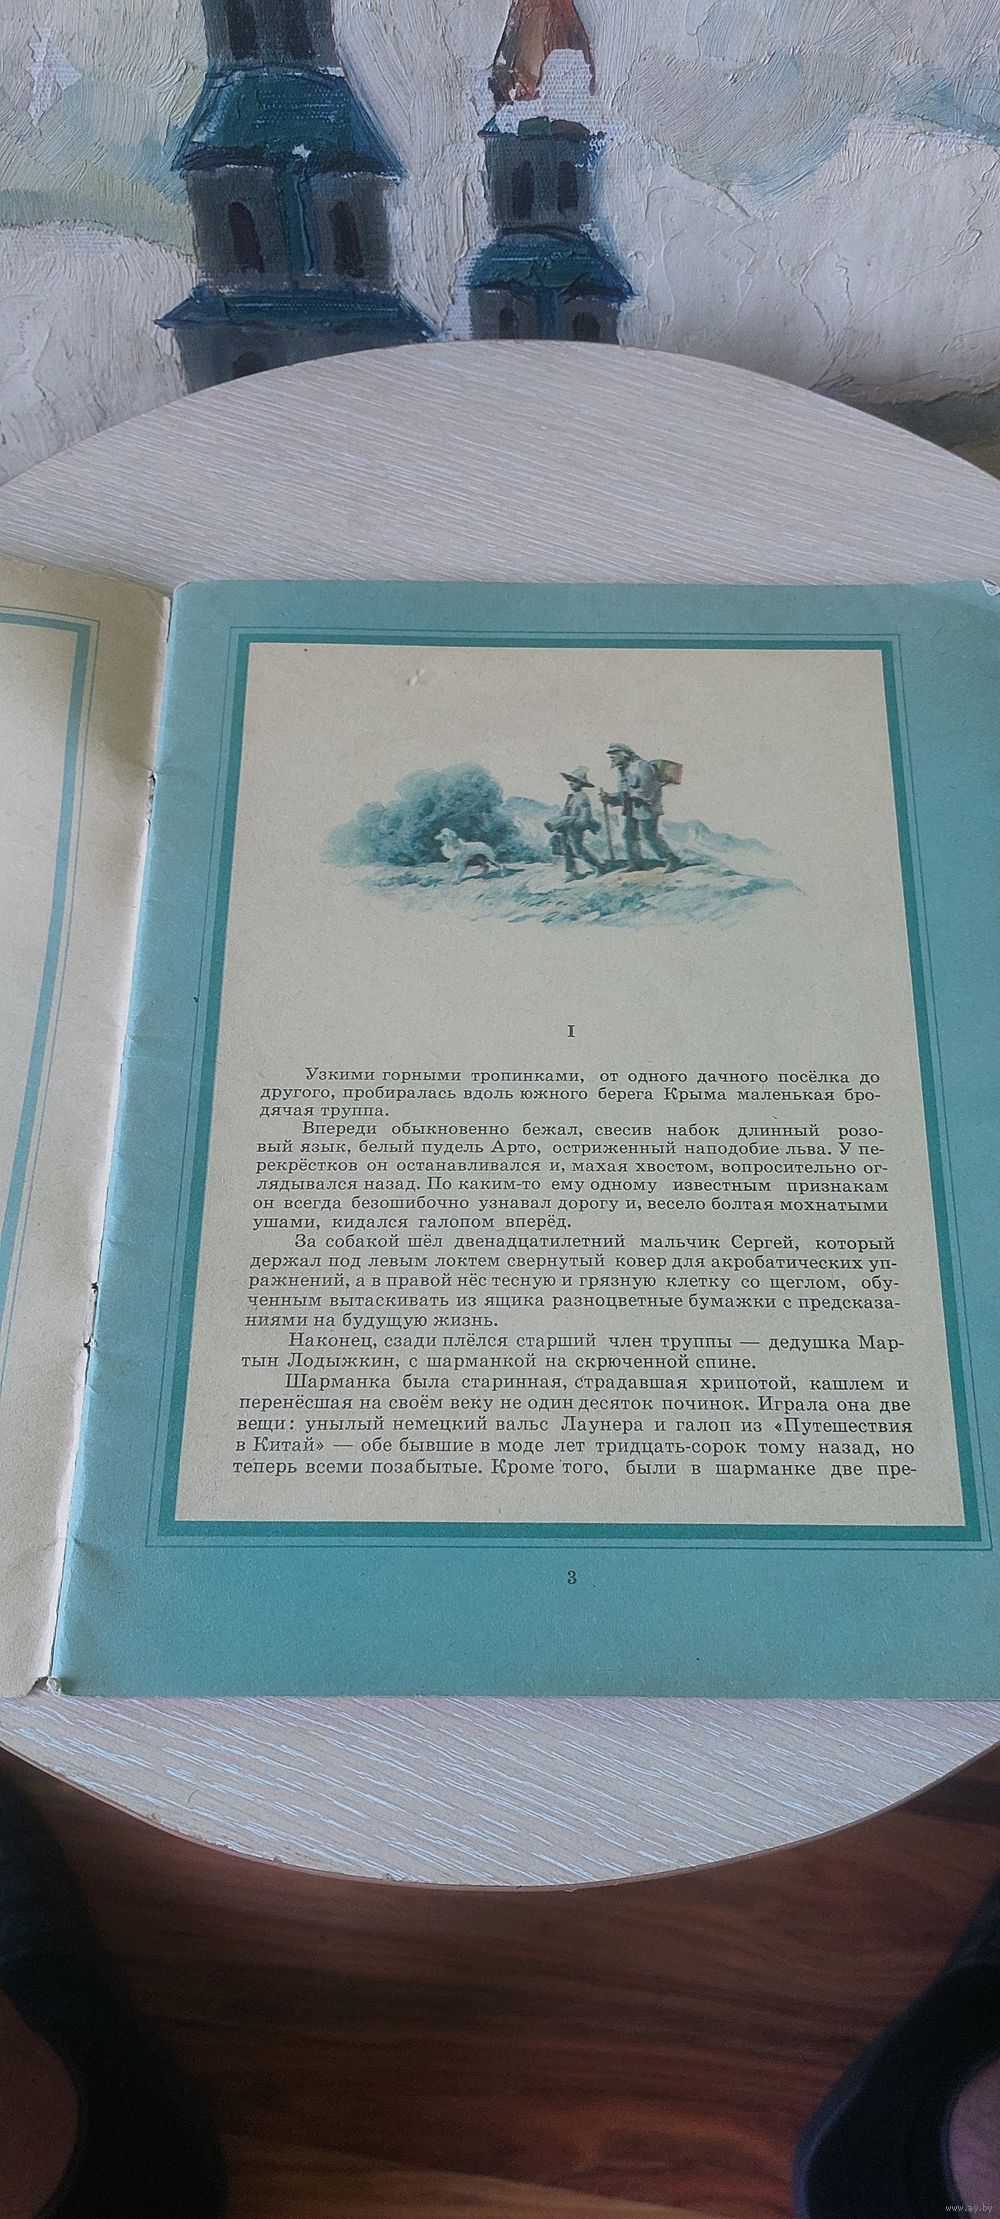 I
Узкими горными тропинками, от одного дачного посёлка до
другого, пробиралась вдоль южного берега Крыма маленькая бро-
дячая труппа.
Впереди обыкновенно бежал, свесив набок длинный розо-
вый язык, белый пудель Арто, остриженный наподобие льва. У пе-
рекрёстков он останавливался и, махая хвостом, вопросительно ог-
лядывался назад. По каким-то ему одному известным признакам
он всегда безошибочно узнавал дорогу и, весело болтая мохнатыми
ушами, кидался галопом вперёд.
За собакой шёл двенадцатилетний мальчик Сергей, который
держал под левым локтем свернутый ковер для акробатических уп-
ражнений, а в правой нёс тесную и грязную клетку со щеглом, обу-
ченным вытаскивать из ящика разноцветные бумажки с предсказа-
ниями на будущую жизнь.
Наконец, сзади плёлся старший член труппы — дедушка Мар-
тын Лодыжкин, с шарманкой на скрюченной спине.
Шарманка была старинная, страдавшая хрипотой, кашлем и
перенёсшая на своём веку не один десяток починок. Играла она две
вещи: унылый немецкий вальс Лаунера и галоп из «Путешествия
в Китай» — обе бывшие в моде лет тридцать-сорок тому назад, но
теперь всеми позабытые. Кроме того, были в шарманке две пре-
3
www.ay.by